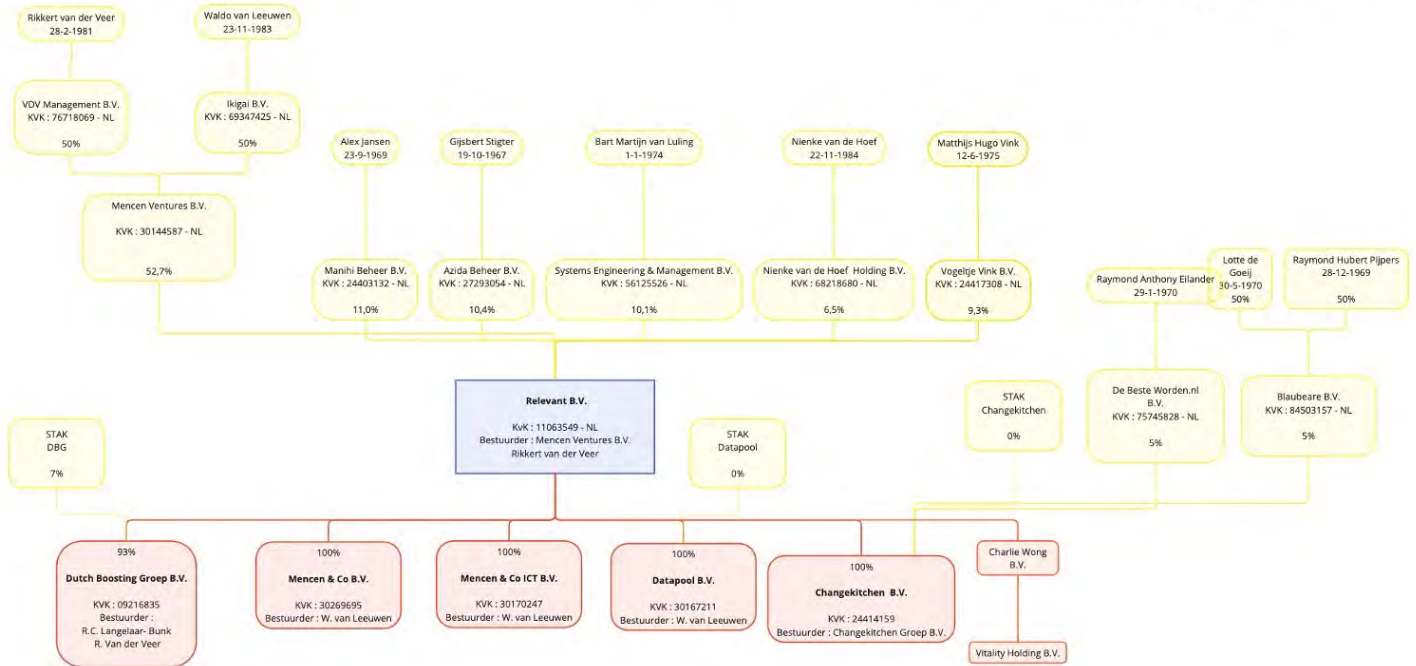 Rikkert van der Veer
28-2-1981
Waldo van Leeuwen
23-11-1983
VDV Management B.V.
KVK : 76718069 - NL
50%
Ikigai B.V.
KVK : 69347425 - NL
50%
Mencen Ventures B.V.
KVK : 30144587 - NL
52,7%
Alex Jansen
23-9-1969
Gijsbert Stigter
19-10-1967
Bart Martijn van Luling
1-1-1974
Nienke van de Hoef
22-11-1984
Matthijs Hugo Vink
12-6-1975
Manihi Beheer B.V.
KVK : 24403132 - NL
11,0%
Azida Beheer B.V.
KVK : 27293054 - NL
10,4%
Systems Engineering & Management B.V.
KVK : 56125526 - NL
10,1%
Nienke van de Hoef Holding B.V.
KVK : 68218680 - NL
6,5%
Vogeltje Vink B.V.
KVK : 24417308 - NL
9,3%
Raymond Anthony Eilander
29-1-1970
Lotte de
Goeij
30-5-1970
50%
Raymond Hubert Pijpers
28-12-1969
50%
Relevant B.V.
KvK : 11063549 - NL
Bestuurder : Mencen Ventures B.V.
Rikkert van der Veer
STAK
DBG
7%
STAK
Datapool
0%
STAK
Changekitchen
0%
De Beste Worden.nl
B.V.
KVK : 75745828 - NL
5%
Blaubeare B.V.
KVK : 84503157 - NL
5%
93%
Dutch Boosting Groep B.V.
KVK : 09216835
Bestuurder :
R.C. Langelaar- Bunk
R. Van der Veer
100%
Mencen & Co B.V.
KVK : 30269695
Bestuurder : W. van Leeuwen
100%
Mencen & Co ICT B.V.
KVK : 30170247
Bestuurder : W. van Leeuwen
100%
Datapool B.V.
KVK : 30167211
Bestuurder : W. van Leeuwen
100%
Changekitchen B.V.
KVK : 24414159
Bestuurder : Changekitchen Groep B.V.
Charlie Wong
B.V.
Vitality Holding B.V.